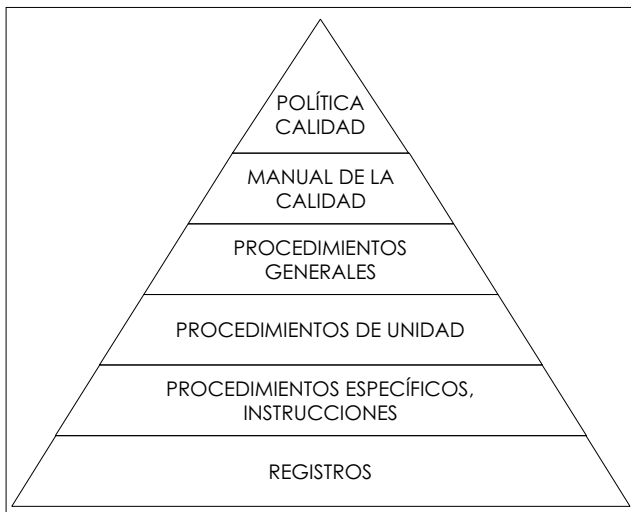 POLÍTICA
CALIDAD
MANUAL DE LA
CALIDAD
PROCEDIMIENTOS
GENERALES
PROCEDIMIENTOS DE UNIDAD
PROCEDIMIENTOS ESPECÍFICOS,
INSTRUCCIONES
REGISTROS